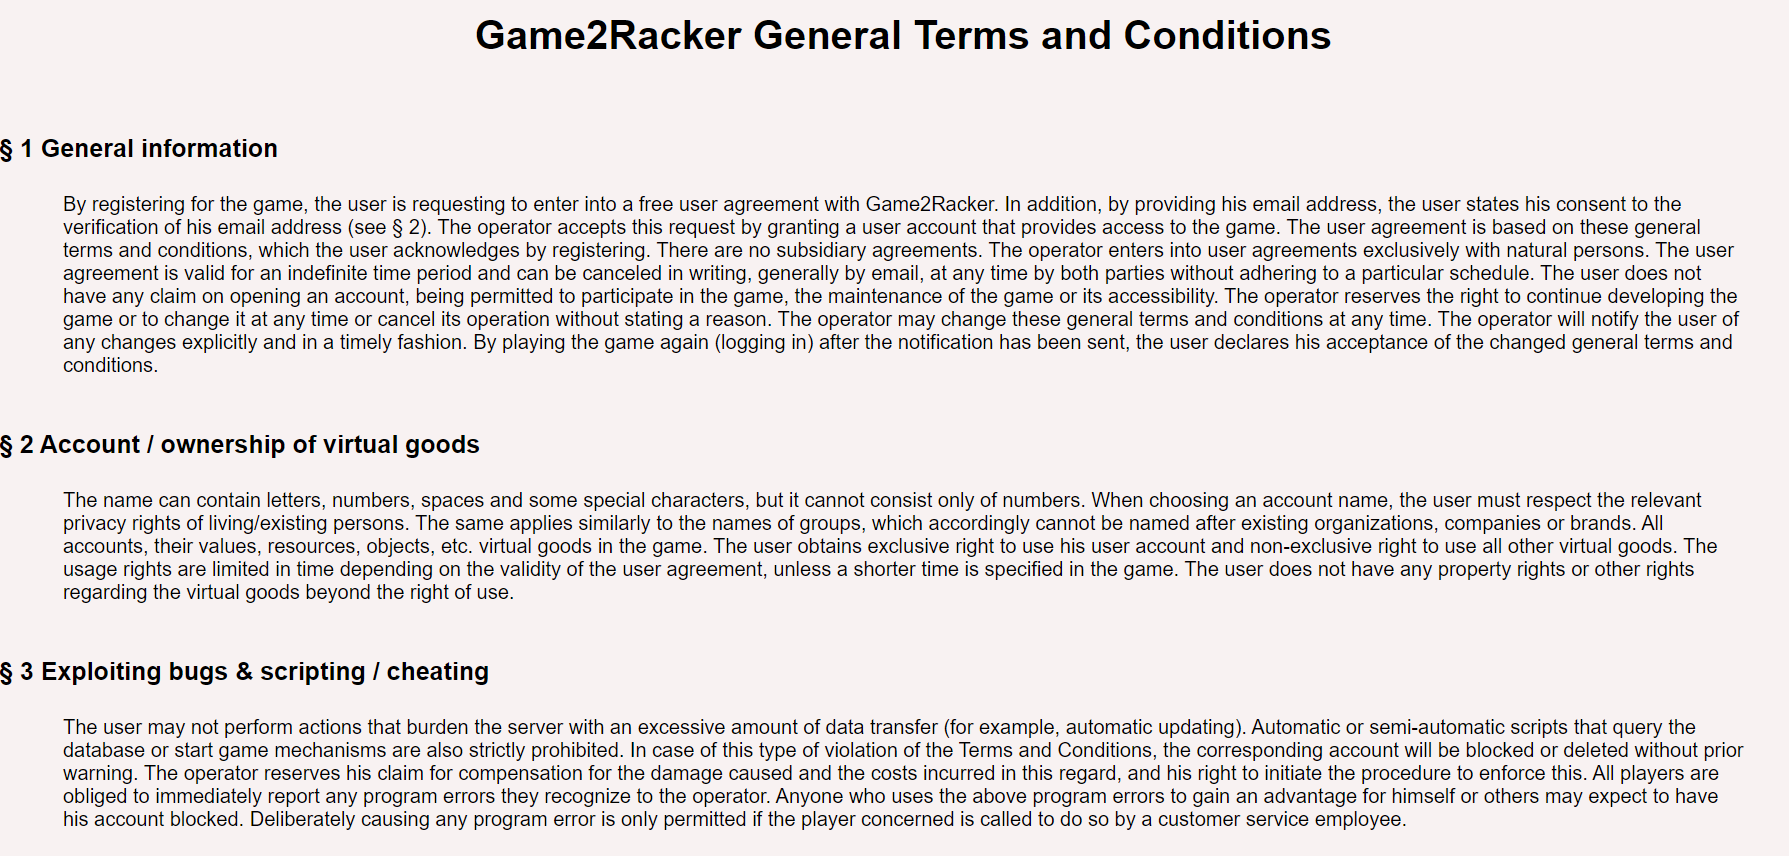 Game2Racker General Terms and Conditions
§ 1 General information
By registering for the game, the user is requesting to enter into a free user agreement with Game2Racker. In addition, by providing his email address, the user states his consent to the
verification of his email address (see § 2). The operator accepts this request by granting a user account that provides access to the game. The user agreement is based on these general
terms and conditions, which the user acknowledges by registering. There are no subsidiary agreements. The operator enters into user agreements exclusively with natural persons. The user
agreement is valid for an indefinite time period and can be canceled in writing, generally by email, at any time by both parties without adhering to a particular schedule. The user does not
have any claim on opening an account, being permitted to participate in the game, the maintenance of the game or its accessibility. The operator reserves the right to continue developing the
game or to change it at any time or cancel its operation without stating a reason. The operator may change these general terms and conditions at any time. The operator will notify the user of
any changes explicitly and in a timely fashion. By playing the game again (logging in) after the notification has been sent, the user declares his acceptance of the changed general terms and
conditions.
§ 2 Account / ownership of virtual goods
The name can contain letters, numbers, spaces and some special characters, but it cannot consist only of numbers. When choosing an account name, the user must respect the relevant
privacy rights of living/existing persons. The same applies similarly to the names of groups, which accordingly cannot be named after existing organizations, companies or brands. All
accounts, their values, resources, objects, etc. virtual goods in the game. The user obtains exclusive right to use his user account and non-exclusive right to use all other virtual goods. The
usage rights are limited in time depending on the validity of the user agreement, unless a shorter time is specified in the game. The user does not have any property rights or other rights
regarding the virtual goods beyond the right of use.
§ 3 Exploiting bugs & scripting / cheating
The user may not perform actions that burden the server with an excessive amount of data transfer (for example, automatic updating). Automatic or semi-automatic scripts that query the
database or start game mechanisms are also strictly prohibited. In case of this type of violation of the Terms and Conditions, the corresponding account will be blocked or deleted without prior
warning. The operator reserves his claim for compensation for the damage caused and the costs incurred in this regard, and his right to initiate the procedure to enforce this. All players are
obliged to immediately report any program errors they recognize to the operator. Anyone who uses the above program errors to gain an advantage for himself or others may expect to have
his account blocked. Deliberately causing any program error is only permitted if the player concerned is called to do so by a customer service employee.